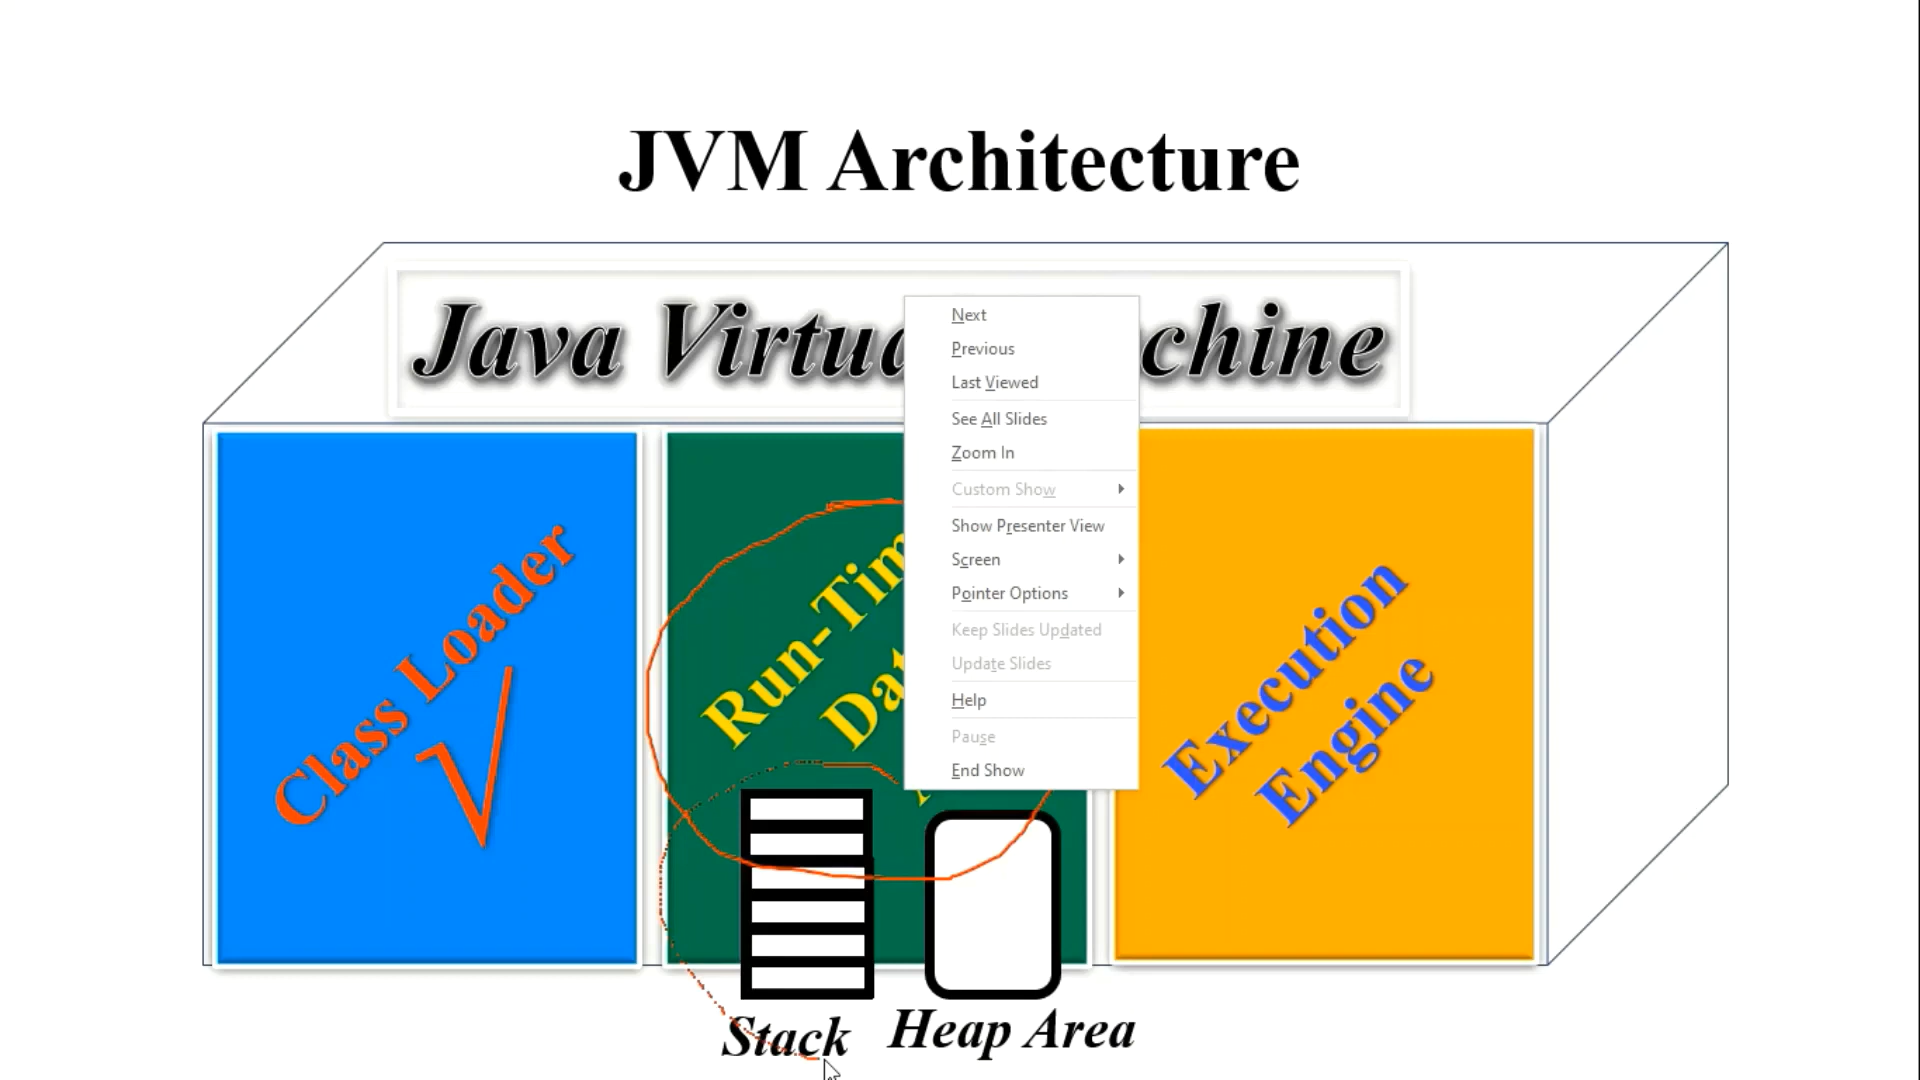 JVM Architecture
Java Virtu chine
Next
Previous
Last Viewed
See All Slides
Zoom In
Custom Show
Show Presenter View
Screen
Pointer Options
Keep Slides Updated
Update Slides
Help
Pause
End Show
Class Loader
Run-Tim
Dat
Execution
Engine
Stack
Heap Area